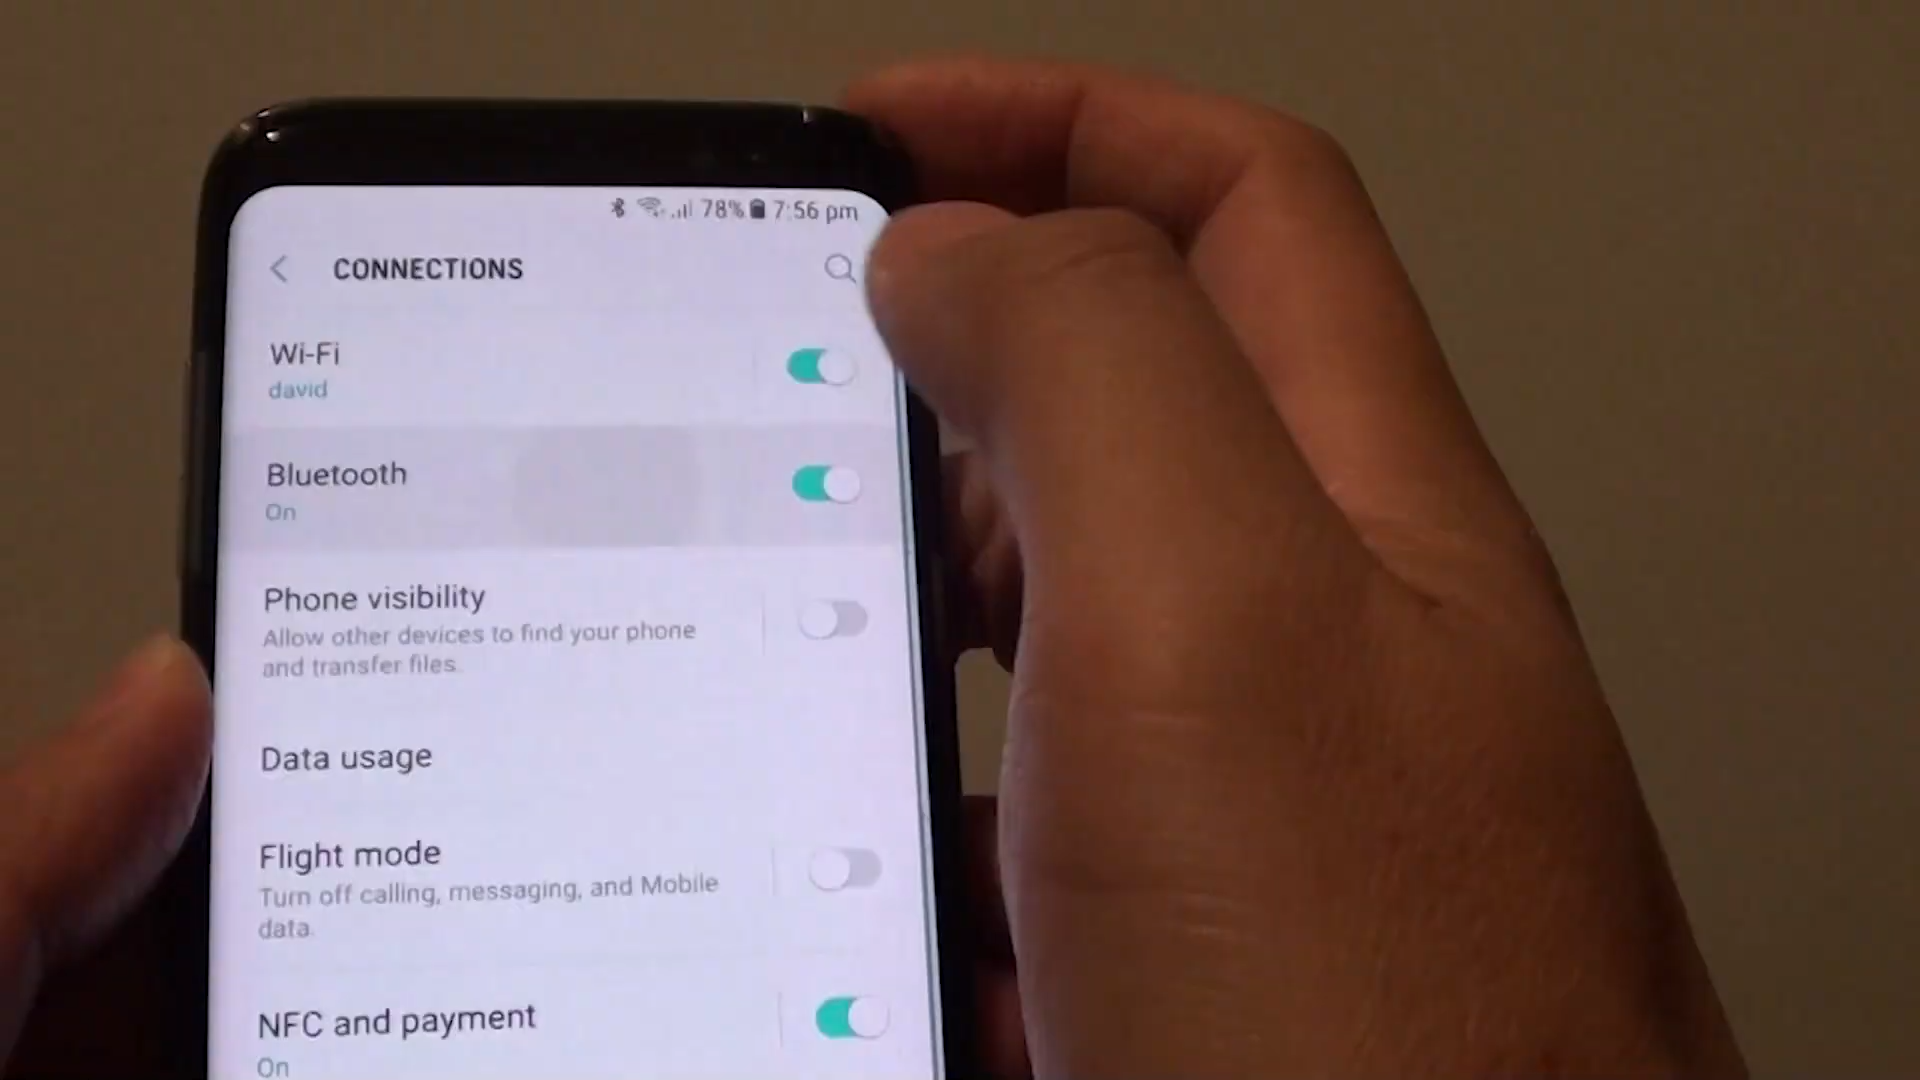 78% 7:56 pm
CONNECTIONS
Wi-Fi
david
Bluetooth
On
Phone visibility
Allow other devices to find your phone
and transfer files.
Data usage
Flight mode
Turn off calling, messaging, and Mobile
data.
NFC and payment
On